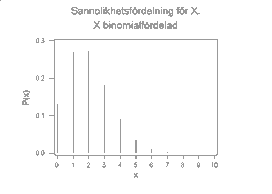 Sannolikhetsfördelning för X.
X binomialfördelad
0.3
0.2
0.1
0.0
P(x)
0 1 2 3 4 5 6 7 8 9 10
x